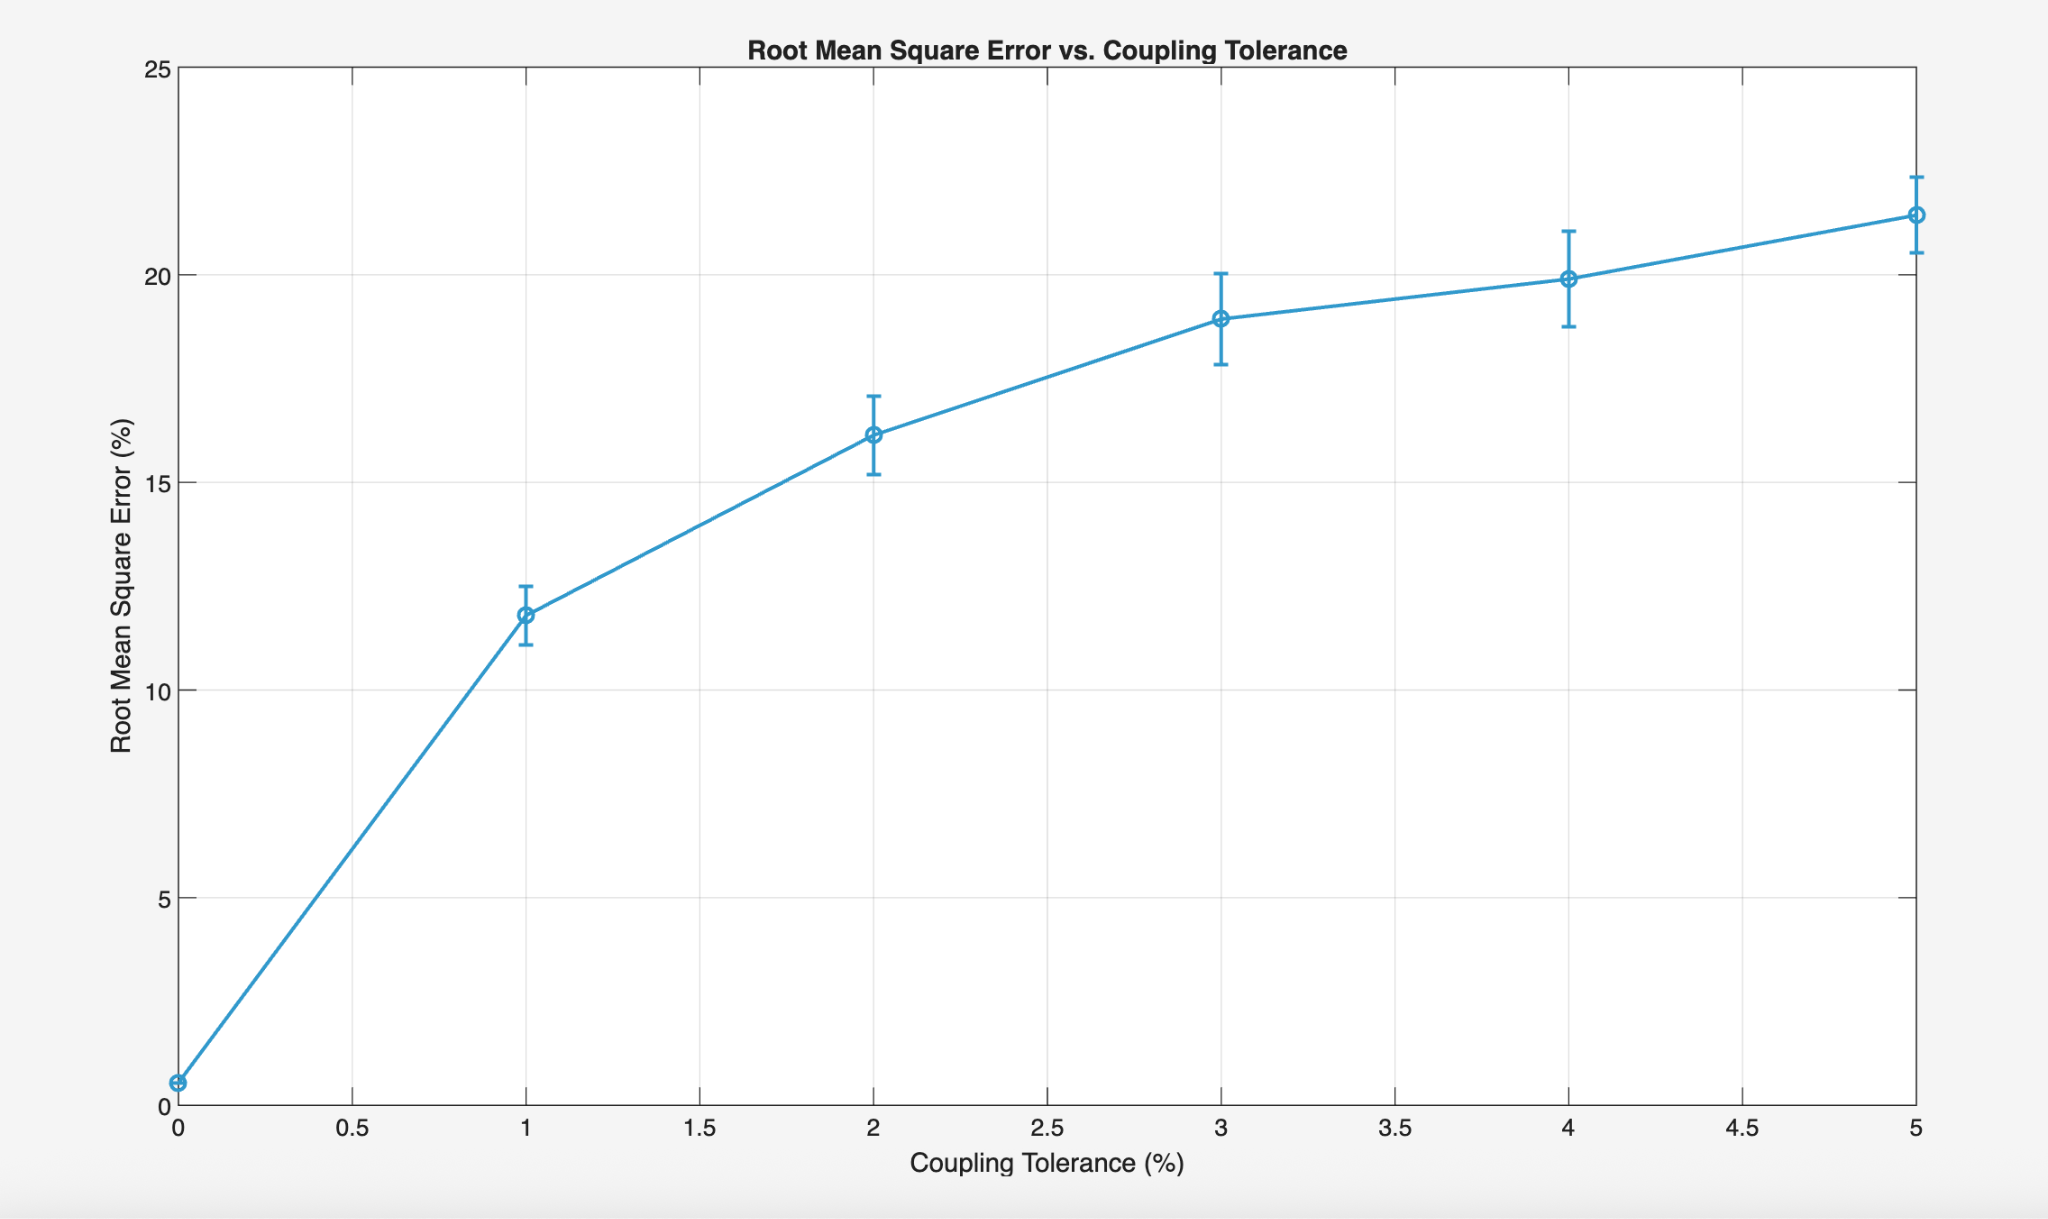 Root Mean Square Error vs. Coupling Tolerance
25
20
15
10
5
0
Root Mean Square Error (%)
0 0.5 1 1.5 2 2.5 3 3.5 4 4.5 5
Coupling Tolerance (%)